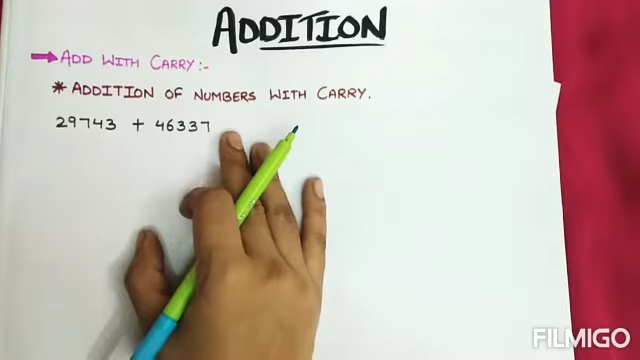 ADDITION
ADD WITH CARRY:-
* ADDITION OF NUMBERS WITH CARRY.
29743 + 46337
FILMIGO